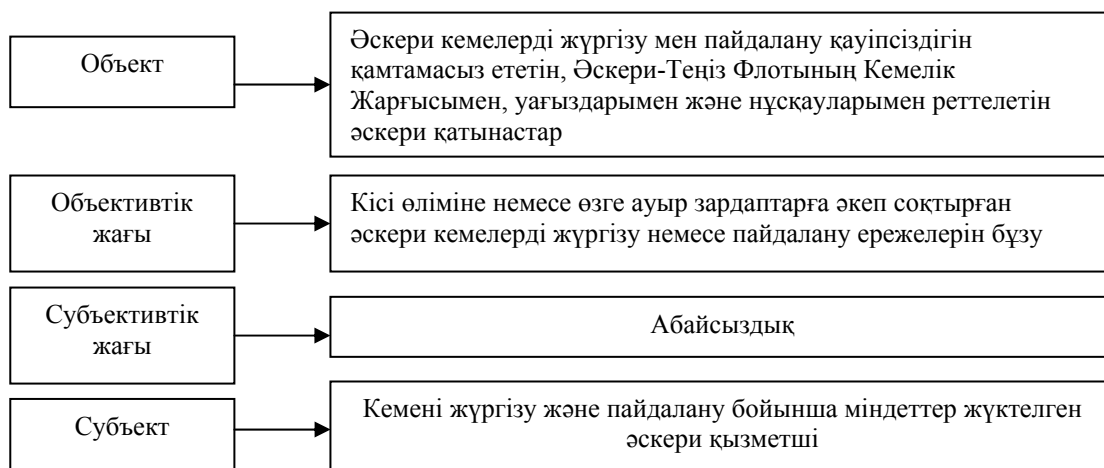 Объект
Әскери кемелерді жүргізу мен пайдалану қауіпсіздігін
қамтамасыз ететін, Әскери-Теңіз Флотының Кемелік
Жарғысымен, уағыздарымен және нұсқауларымен реттелетін
әскери қатынастар
Объективтік
жағы
Кісі өліміне немесе өзге ауыр зардаптарға әкеп соқтырған
әскери кемелерді жүргізу немесе пайдалану ережелерін бұзу
Субъективтік
жағы
Абайсыздық
Субъект
Кемені жүргізу және пайдалану бойынша міндеттер жүктелген
әскери қызметші